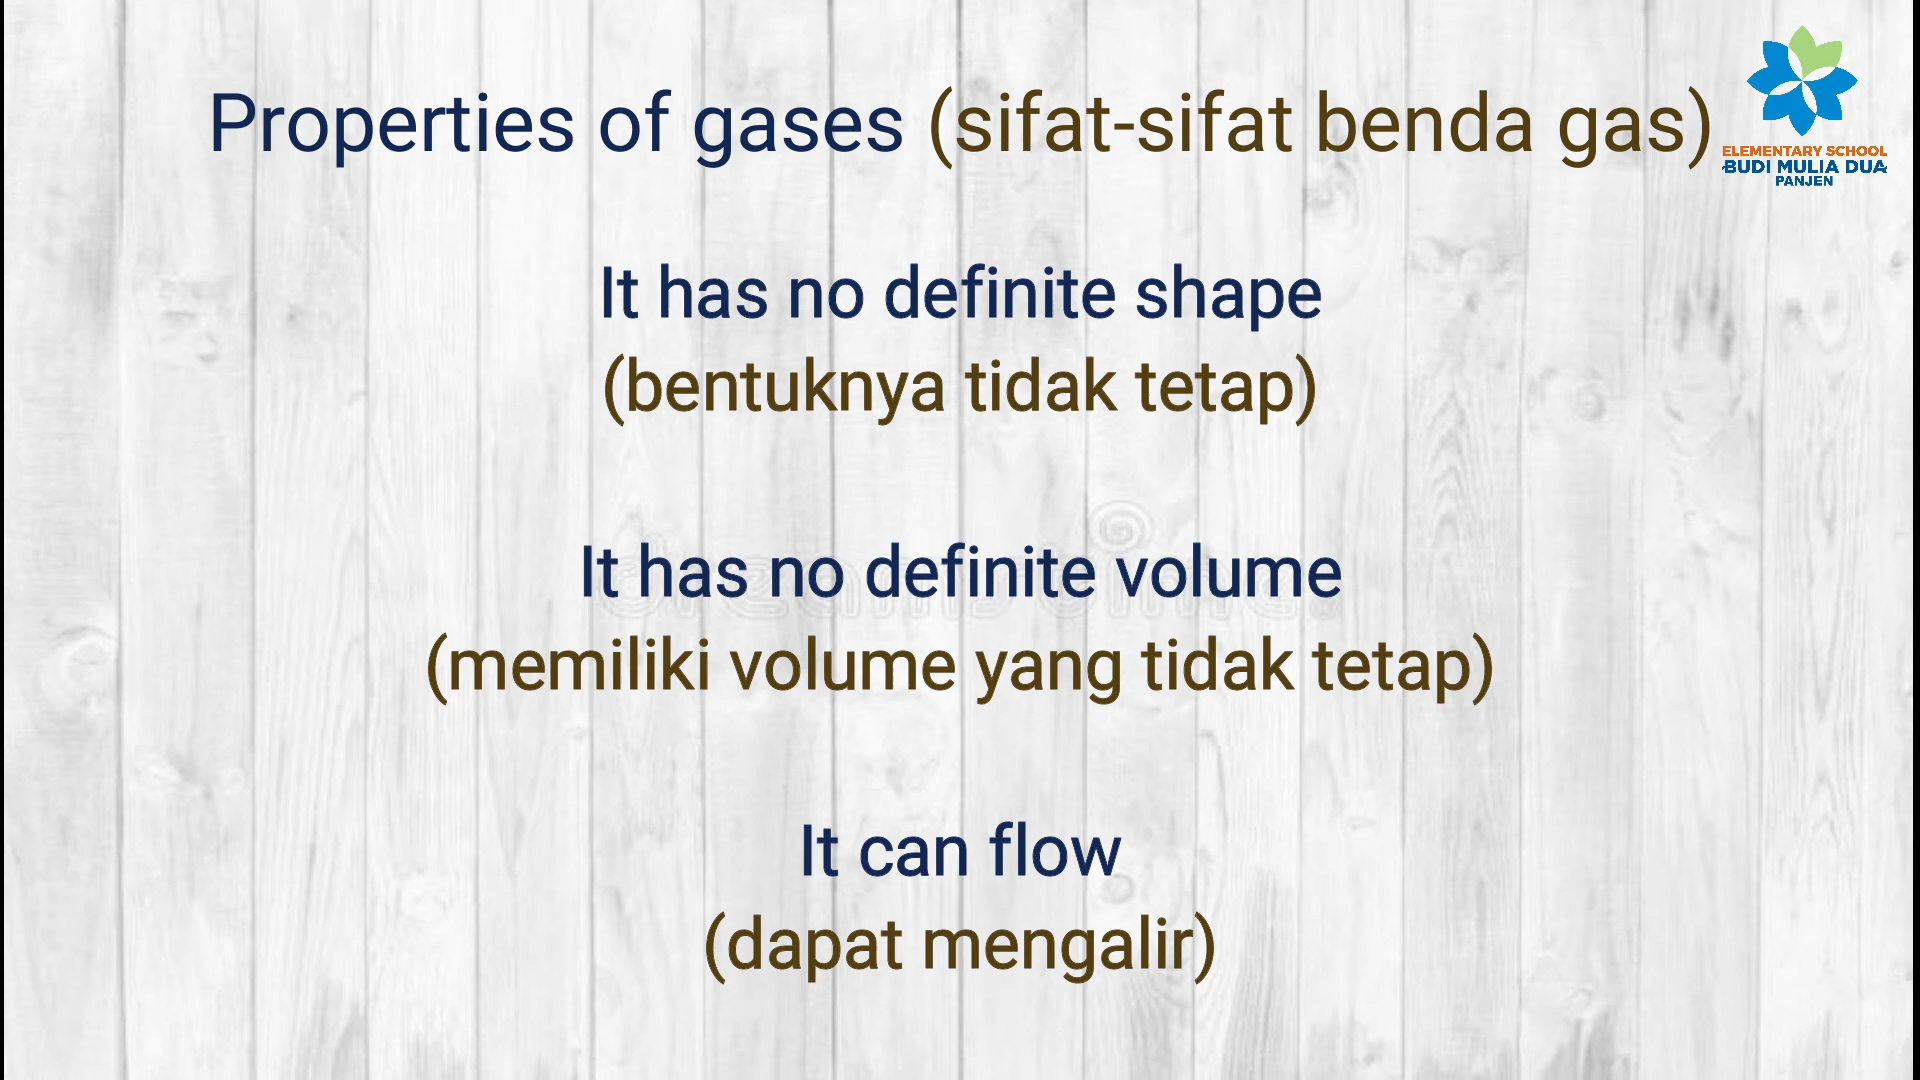 Properties of gases (sifat-sifat benda gas)
ELEMENTARY SCHOOL
BUDI MULIA DUA
PANJEN
It has no definite shape
(bentuknya tidak tetap)
It has no definite volume
(memiliki volume yang tidak tetap)
It can flow
(dapat mengalir)